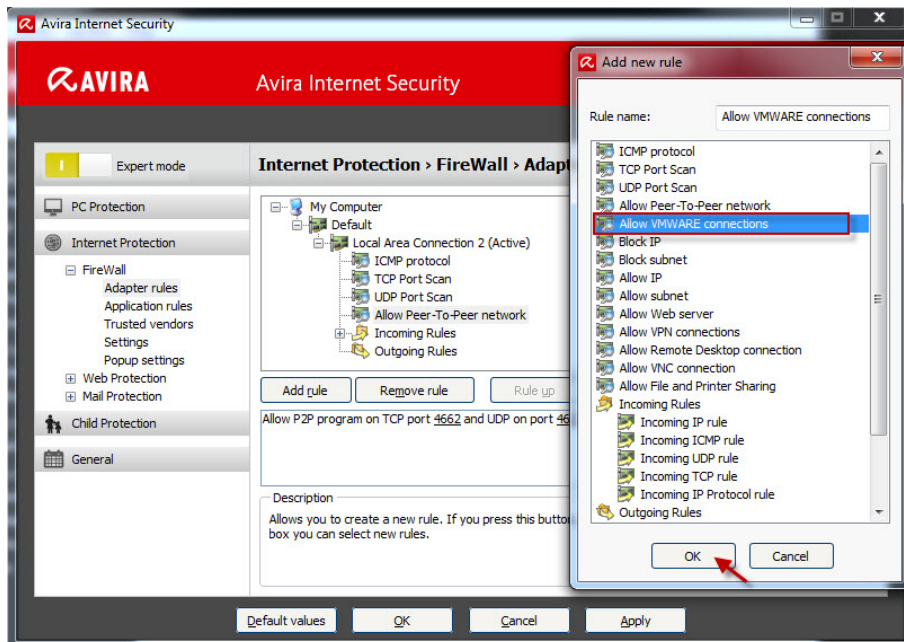 Avira Internet Security
AVIRA
Avira Internet Security
Expert mode
PC Protection
Internet Protection
FireWall
Adapter rules
Application rules
Trusted vendors
Settings
Popup settings
Web Protection
Mail Protection
Child Protection
General
Internet Protection › FireWall › Adapt
My Computer
Default
Local Area Connection 2 (Active)
ICMP protocol
TCP Port Scan
UDP Port Scan
Allow Peer-To-Peer network
Incoming Rules
Outgoing Rules
Add rule
Remove rule
Rule up
Allow P2P program on TCP port 4662 and UDP on port 46
Description
Allows you to create a new rule. If you press this button
box you can select new rules.
Default values
OK
Cancel
Apply
Add new rule
Rule name: Allow VMWARE connections
ICMP protocol
TCP Port Scan
UDP Port Scan
Allow Peer-To-Peer network
Allow VMWARE connections
Block IP
Block subnet
Allow IP
Allow subnet
Allow Web server
Allow VPN connections
Allow Remote Desktop connection
Allow VNC connection
Allow File and Printer Sharing
Incoming Rules
Incoming IP rule
Incoming ICMP rule
Incoming UDP rule
Incoming TCP rule
Incoming IP Protocol rule
Outgoing Rules
OK
Cancel